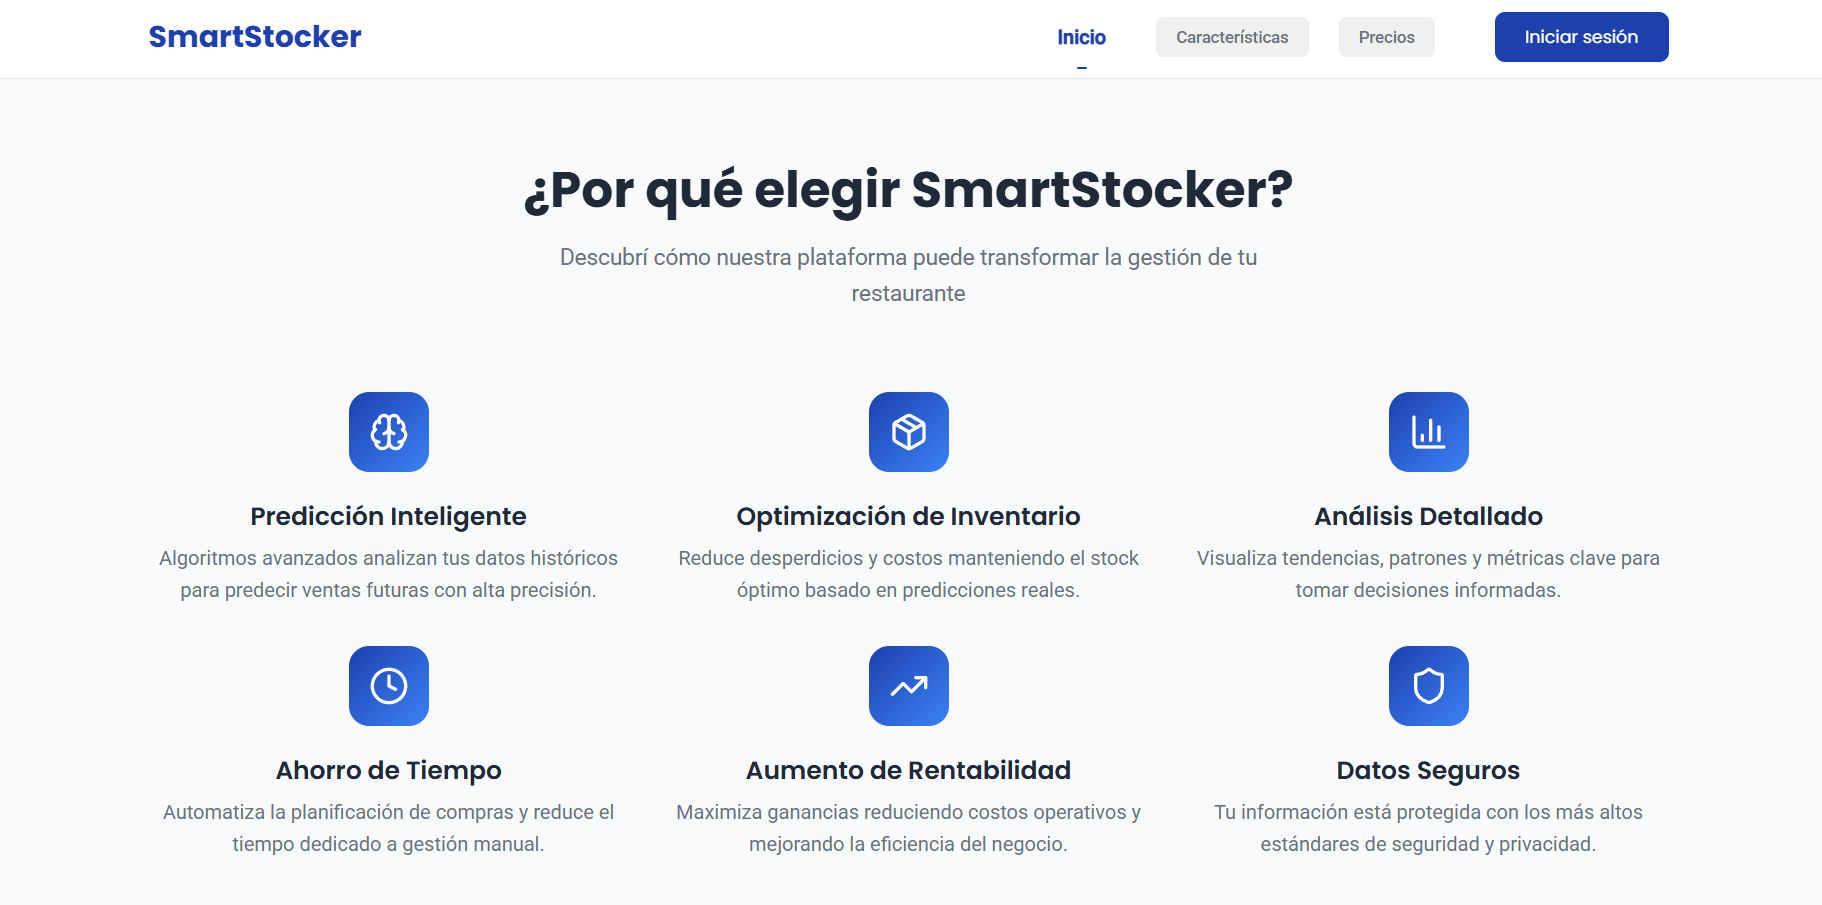 SmartStocker
Inicio
Características
Precios
Iniciar sesión
¿Por qué elegir SmartStocker?
Descubrí cómo nuestra plataforma puede transformar la gestión de tu
restaurante
Predicción Inteligente
Algoritmos avanzados analizan tus datos históricos
para predecir ventas futuras con alta precisión.
Optimización de Inventario
Reduce desperdicios y costos manteniendo el stock
óptimo basado en predicciones reales.
Análisis Detallado
Visualiza tendencias, patrones y métricas clave para
tomar decisiones informadas.
Ahorro de Tiempo
Automatiza la planificación de compras y reduce el
tiempo dedicado a gestión manual.
Aumento de Rentabilidad
Maximiza ganancias reduciendo costos operativos y
mejorando la eficiencia del negocio.
Datos Seguros
Tu información está protegida con los más altos
estándares de seguridad y privacidad.